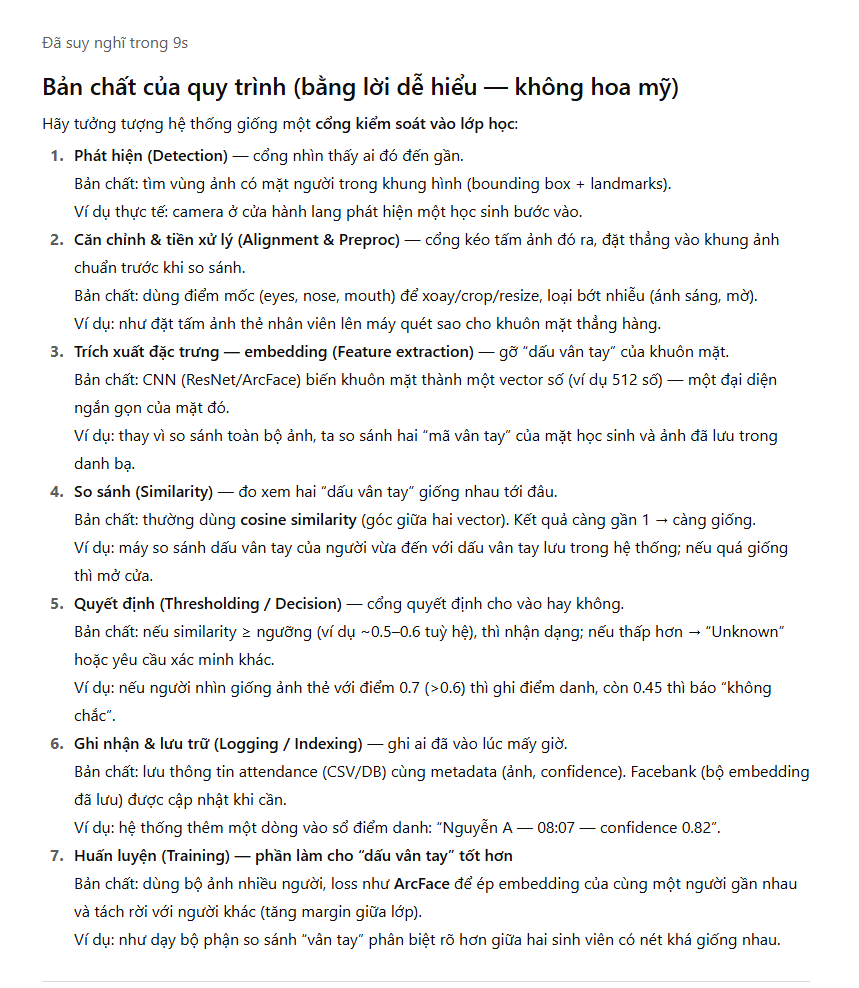 Đã suy nghĩ trong 9s
Bản chất của quy trình (bằng lời dễ hiểu — không hoa mỹ)
Hãy tưởng tượng hệ thống giống một cổng kiểm soát vào lớp học:
1. Phát hiện (Detection) — cổng nhìn thấy ai đó đến gần.
Bản chất: tìm vùng ảnh có mặt người trong khung hình (bounding box + landmarks).
Ví dụ thực tế: camera ở cửa hành lang phát hiện một học sinh bước vào.
2. Căn chỉnh & tiền xử lý (Alignment & Preproc) — cổng kéo tấm ảnh đó ra, đặt thẳng vào khung ảnh
chuẩn trước khi so sánh.
Bản chất: dùng điểm mốc (eyes, nose, mouth) để xoay/crop/resize, loại bớt nhiễu (ánh sáng, mờ).
Ví dụ: như đặt tấm ảnh thẻ nhân viên lên máy quét sao cho khuôn mặt thẳng hàng.
3. Trích xuất đặc trưng — embedding (Feature extraction) — gỡ “dấu vân tay” của khuôn mặt.
Bản chất: CNN (ResNet/ArcFace) biến khuôn mặt thành một vector số (ví dụ 512 số) — một đại diện
ngắn gọn của mặt đó.
Ví dụ: thay vì so sánh toàn bộ ảnh, ta so sánh hai “mã vân tay” của mặt học sinh và ảnh đã lưu trong
danh bạ.
4. So sánh (Similarity) — đo xem hai “dấu vân tay” giống nhau tới đâu.
Bản chất: thường dùng cosine similarity (góc giữa hai vector). Kết quả càng gần 1 → càng giống.
Ví dụ: máy so sánh dấu vân tay của người vừa đến với dấu vân tay lưu trong hệ thống; nếu quá giống
thì mở cửa.
5. Quyết định (Thresholding / Decision) — cổng quyết định cho vào hay không.
Bản chất: nếu similarity ≥ ngưỡng (ví dụ ~0.5–0.6 tuỳ hệ), thì nhận dạng; nếu thấp hơn → “Unknown”
hoặc yêu cầu xác minh khác.
Ví dụ: nếu người nhìn giống ảnh thẻ với điểm 0.7 (>0.6) thì ghi điểm danh, còn 0.45 thì báo “không
chắc”.
6. Ghi nhận & lưu trữ (Logging / Indexing) — ghi ai đã vào lúc mấy giờ.
Bản chất: lưu thông tin attendance (CSV/DB) cùng metadata (ảnh, confidence). Facebank (bộ embedding
đã lưu) được cập nhật khi cần.
Ví dụ: hệ thống thêm một dòng vào sổ điểm danh: “Nguyễn A — 08:07 — confidence 0.82”.
7. Huấn luyện (Training) — phần làm cho “dấu vân tay” tốt hơn
Bản chất: dùng bộ ảnh nhiều người, loss như ArcFace để ép embedding của cùng một người gần nhau
và tách rời với người khác (tăng margin giữa lớp).
Ví dụ: như dạy bộ phận so sánh “vân tay” phân biệt rõ hơn giữa hai sinh viên có nét khá giống nhau.